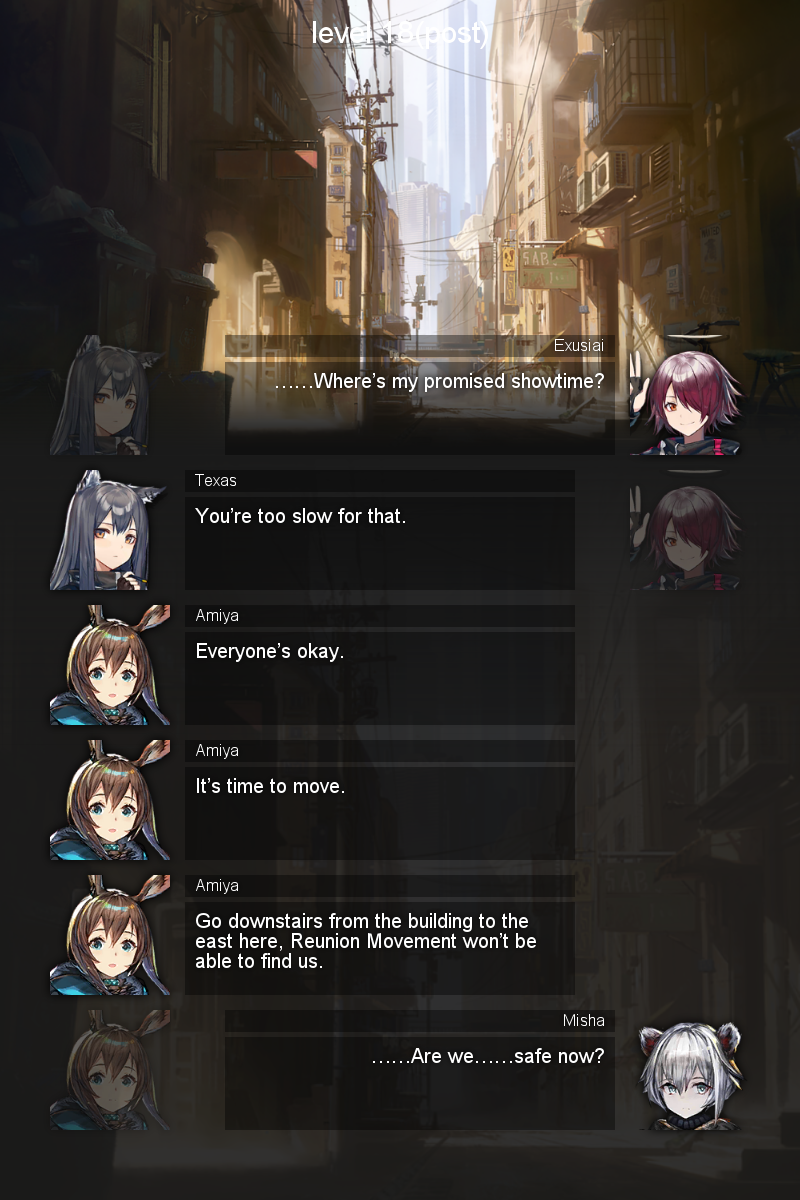 level 18(post)
Exusiai
……Where's my promised showtime?
Texas
You're too slow for that.
Amiya
Everyone's okay.
Amiya
It's time to move.
Amiya
Go downstairs from the building to the
east here, Reunion Movement won't be
able to find us.
Misha
……Are we……safe now?